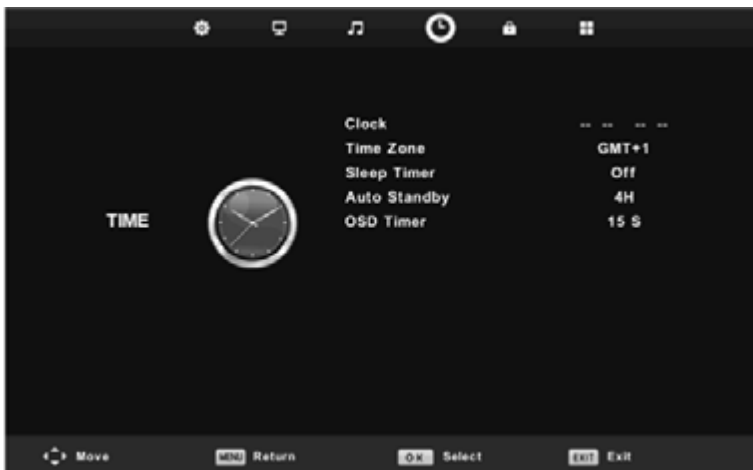 Clock -- -- -- --
Time Zone GMT+1
Sleep Timer Off
Auto Standby 4H
TIME
OSD Timer 15 S
Move MENU Return OK Select EXIT Exit